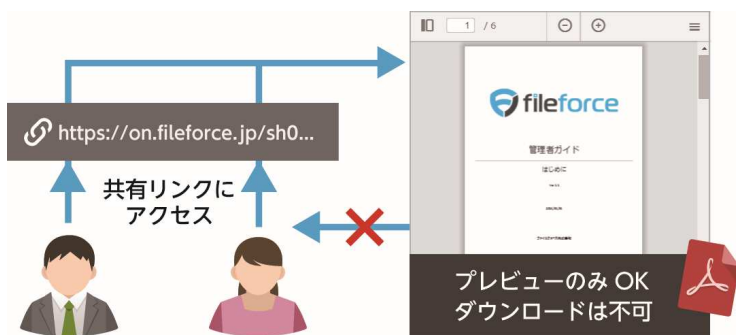 1 / 6
fileforce
管理者ガイド
はじめに
https://on.fileforce.jp/sh0...
共有リンクに
アクセス
プレビューのみ OK
ダウンロードは不可